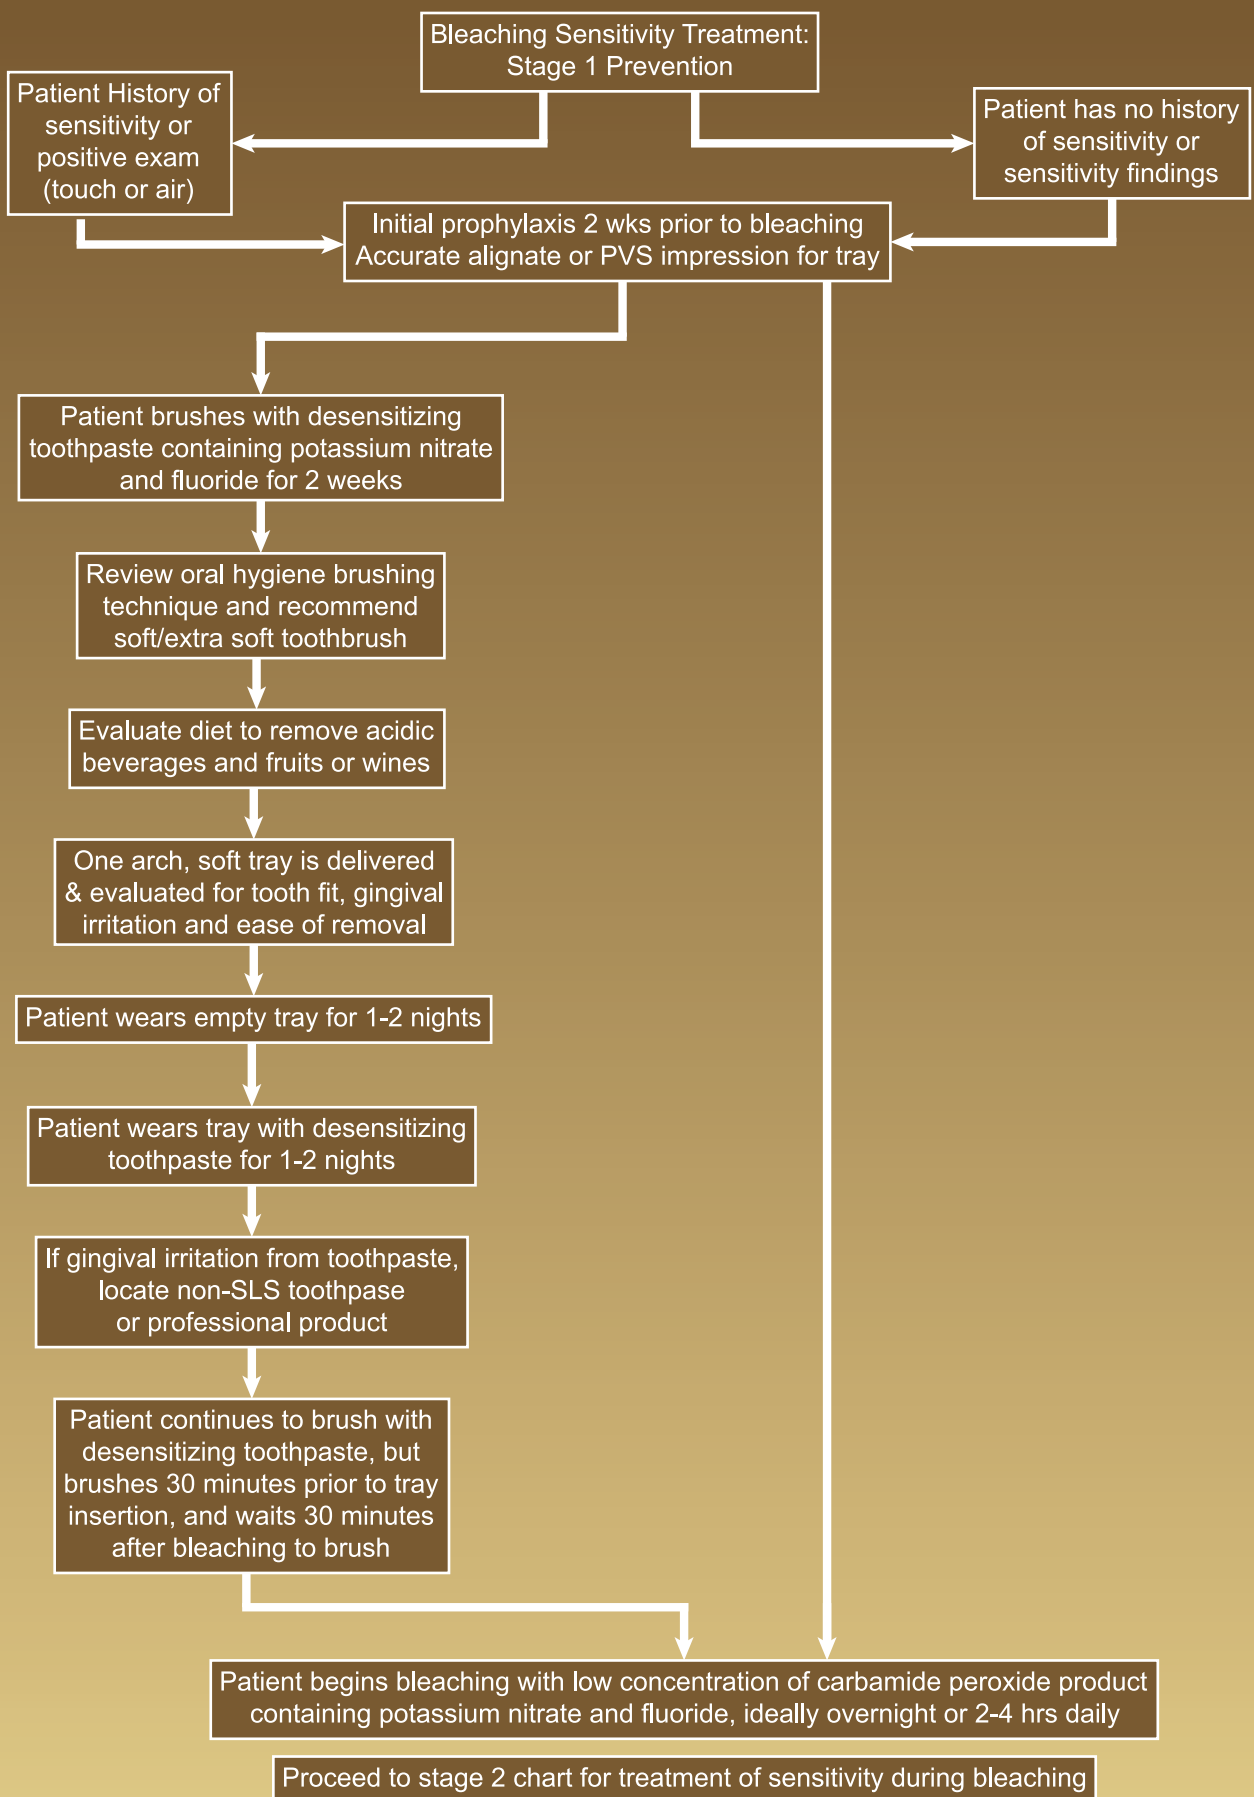 Bleaching Sensitivity Treatment:
Stage 1 Prevention
Patient History of
sensitivity or
positive exam
(touch or air)
Patient has no history
of sensitivity or
sensitivity findings
Initial prophylaxis 2 wks prior to bleaching
Accurate alignate or PVS impression for tray
Patient brushes with desensitizing
toothpaste containing potassium nitrate
and fluoride for 2 weeks
Review oral hygiene brushing
technique and recommend
soft/extra soft toothbrush
Evaluate diet to remove acidic
beverages and fruits or wines
One arch, soft tray is delivered
& evaluated for tooth fit, gingival
irritation and ease of removal
Patient wears empty tray for 1-2 nights
Patient wears tray with desensitizing
toothpaste for 1-2 nights
If gingival irritation from toothpaste,
locate non-SLS toothpase
or professional product
Patient continues to brush with
desensitizing toothpaste, but
brushes 30 minutes prior to tray
insertion, and waits 30 minutes
after bleaching to brush
Patient begins bleaching with low concentration of carbamide peroxide product
containing potassium nitrate and fluoride, ideally overnight or 2-4 hrs daily
Proceed to stage 2 chart for treatment of sensitivity during bleaching